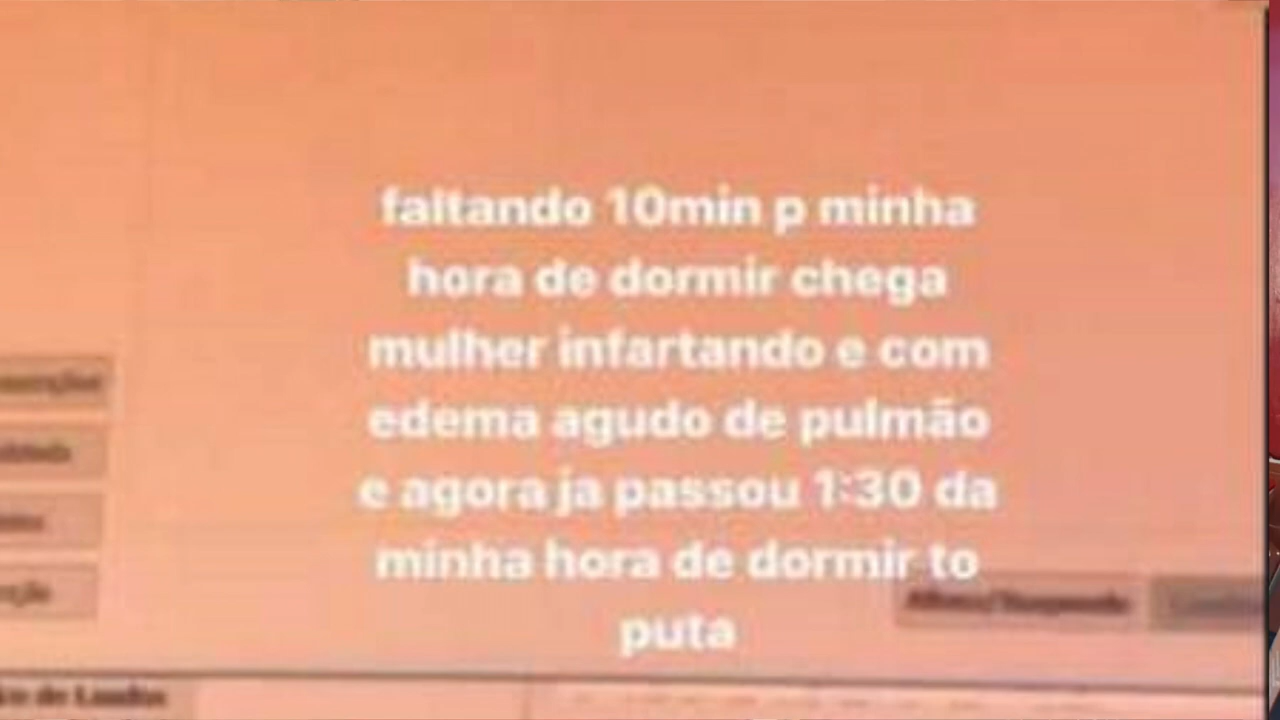 faltando 10min p minha
hora de dormir chega
mulher infartando e com
edema agudo de pulmão
e agora ja passou 1:30 da
minha hora de dormir to
puta